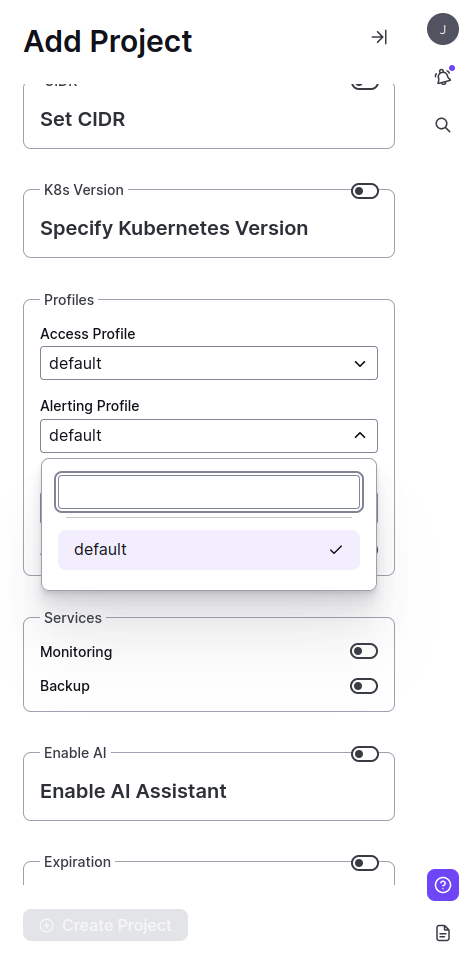 Add Project
J
CIDR
Set CIDR
K8s Version
Specify Kubernetes Version
Profiles
Access Profile
default
Alerting Profile
default
default
Services
Monitoring
Backup
Enable AI
Enable AI Assistant
Expiration
Create Project